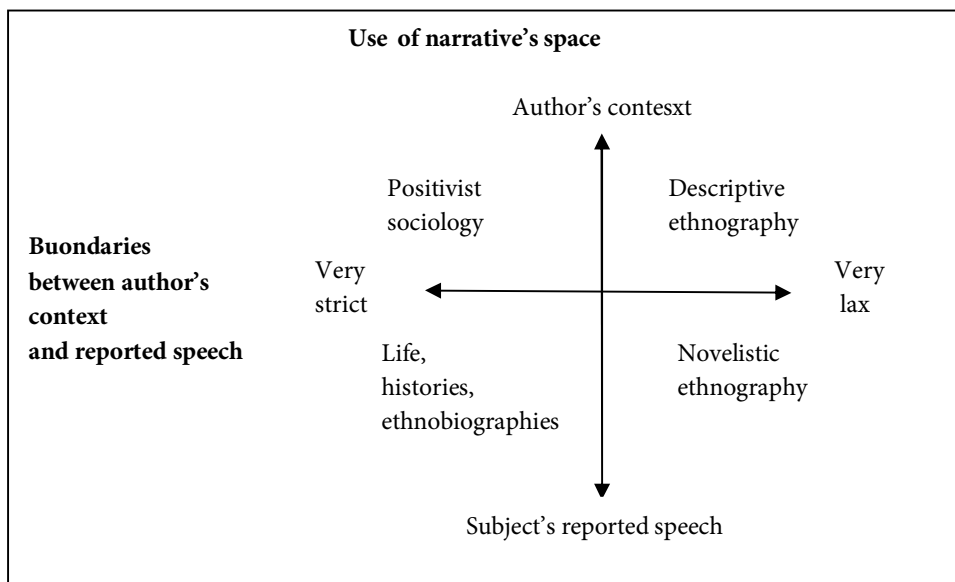 Use of narrative's space
Author's contesxt
Positivist
sociology
Descriptive
ethnography
Buondaries
between author's
context
and reported speech
Very
strict
Very
lax
Life,
histories,
ethnobiographies
Novelistic
ethnography
Subject's reported speech